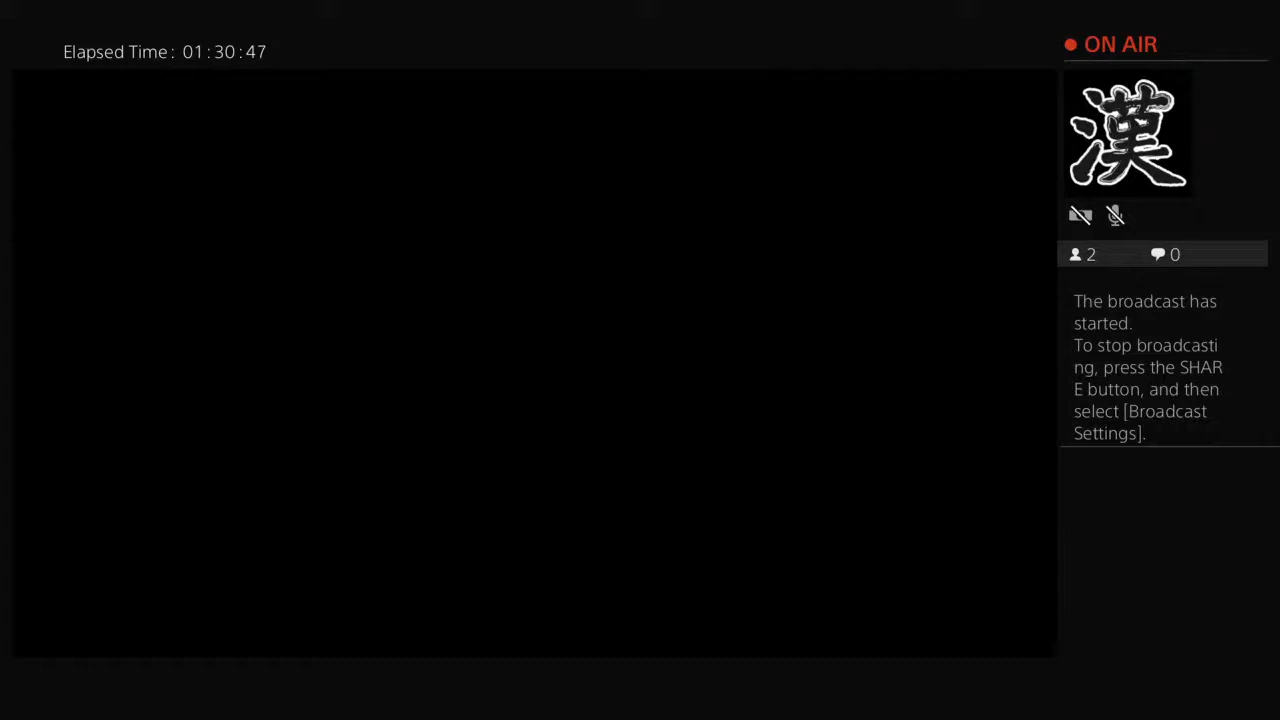 Elapsed Time: 01:30:47
ON AIR
漢
2 0
The broadcast has
started.
To stop broadcasti
ng, press the SHAR
E button, and then
select [Broadcast
Settings].